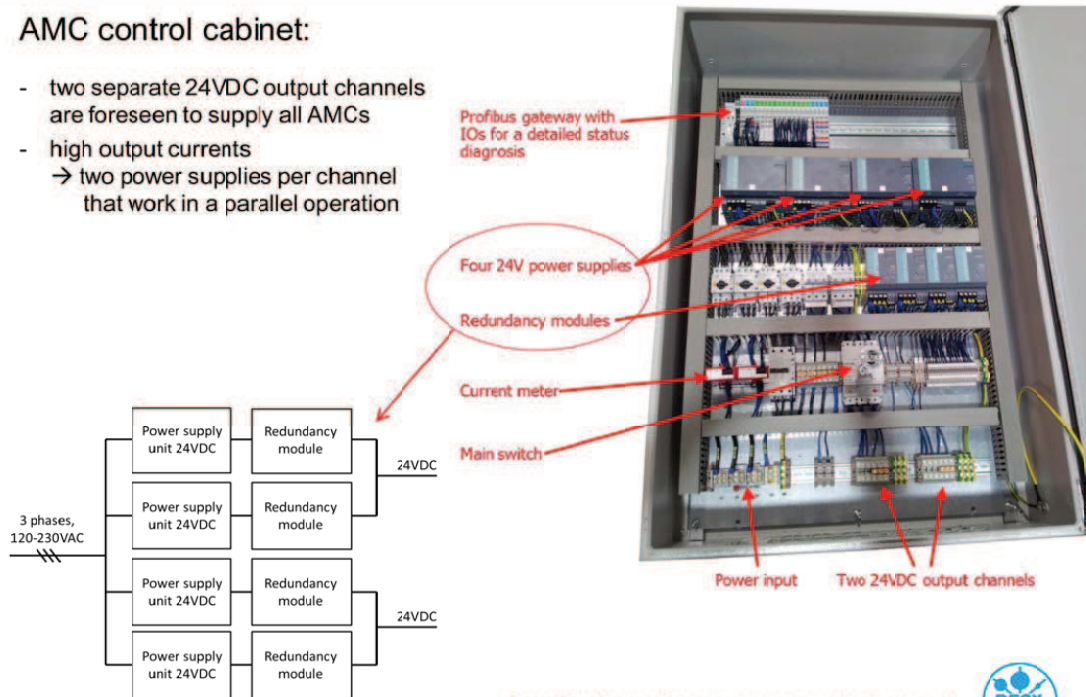 AMC control cabinet:
- two separate 24VDC output channels
are foreseen to supply all AMCs
- high output currents
→ two power supplies per channel
that work in a parallel operation
Profibus gateway with
IOs for a detailed status
diagnosis
Four 24V power supplies
Redundancy modules
Current meter
Main switch
Power input
Two 24VDC output channels
3 phases,
120-230VAC
Power supply
unit 24VDC
Redundancy
module
24VDC
Power supply
unit 24VDC
Redundancy
module
Power supply
unit 24VDC
Redundancy
module
24VDC
Power supply
unit 24VDC
Redundancy
module